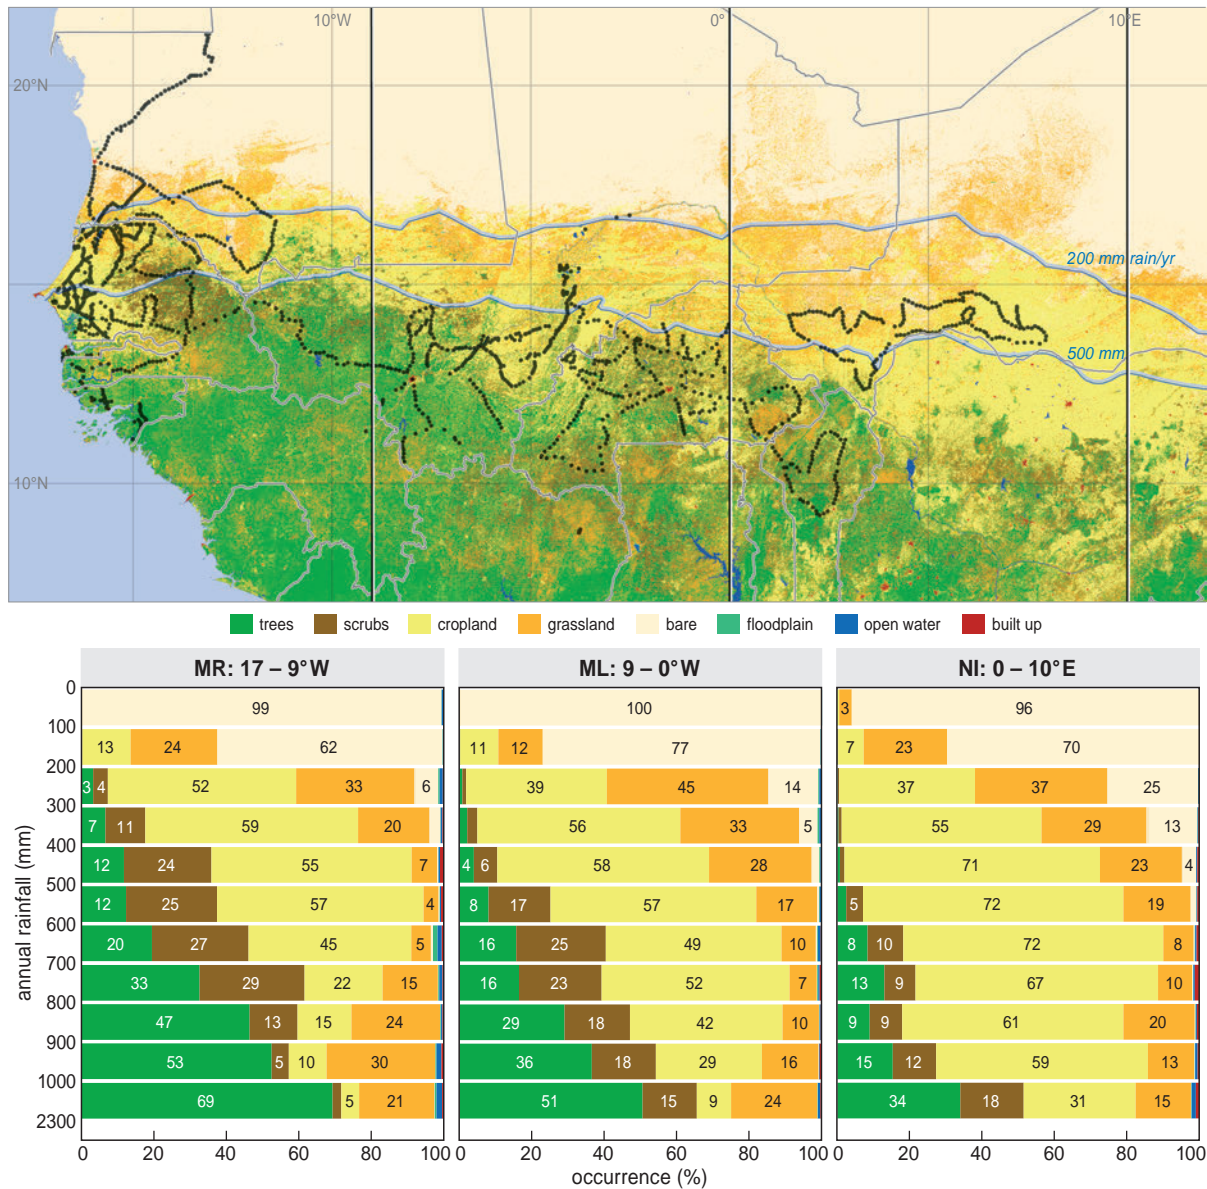 10°W 0° 10°E
20°N
200 mm rain/yr
500 mm
10°N
trees scrubs cropland grassland bare floodplain open water built up
MR: 17 – 9°W ML: 9 – 0°W NI: 0 – 10°E
annual rainfall (mm)
0
99 100 3 96
100
13 24 62 11 12 77 7 23 70
200
3 4 52 33 6 39 45 14 37 37 25
300
7 11 59 20 56 33 5 55 29 13
400
12 24 55 7 4 6 58 28 71 23 4
500
12 25 57 4 8 17 57 17 5 72 19
600
20 27 45 5 16 25 49 10 8 10 72 8
700
33 29 22 15 16 23 52 7 13 9 67 10
800
47 13 15 24 29 18 42 10 9 9 61 20
900
53 5 10 30 36 18 29 16 15 12 59 13
1000
69 5 21 51 15 9 24 34 18 31 15
2300
0 20 40 60 80 100 0 20 40 60 80 100 0 20 40 60 80 100
occurrence (%)